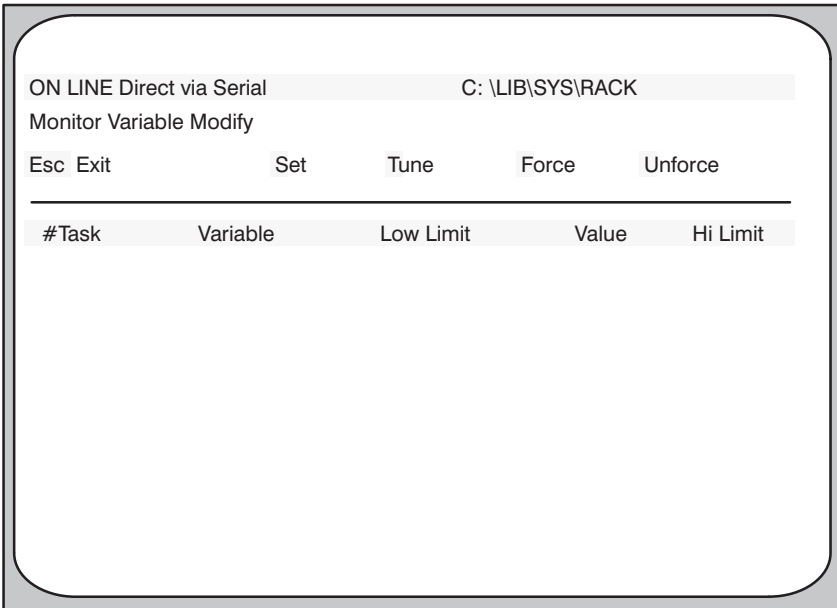 ON LINE Direct via Serial C: \LIB\SYS\RACK
Monitor Variable Modify
Esc Exit Set Tune Force Unforce
#Task Variable Low Limit Value Hi Limit